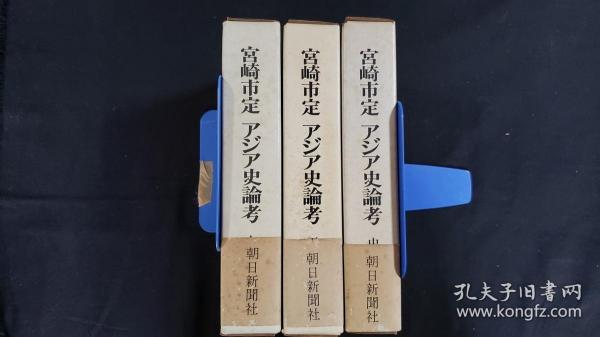 宮崎市定 アジア史論考
朝日新聞社
宮崎市定 アジア史論考
朝日新聞社
宮崎市定 アジア史論考 中
朝日新聞社
孔夫子旧书网
www.kongfz.com